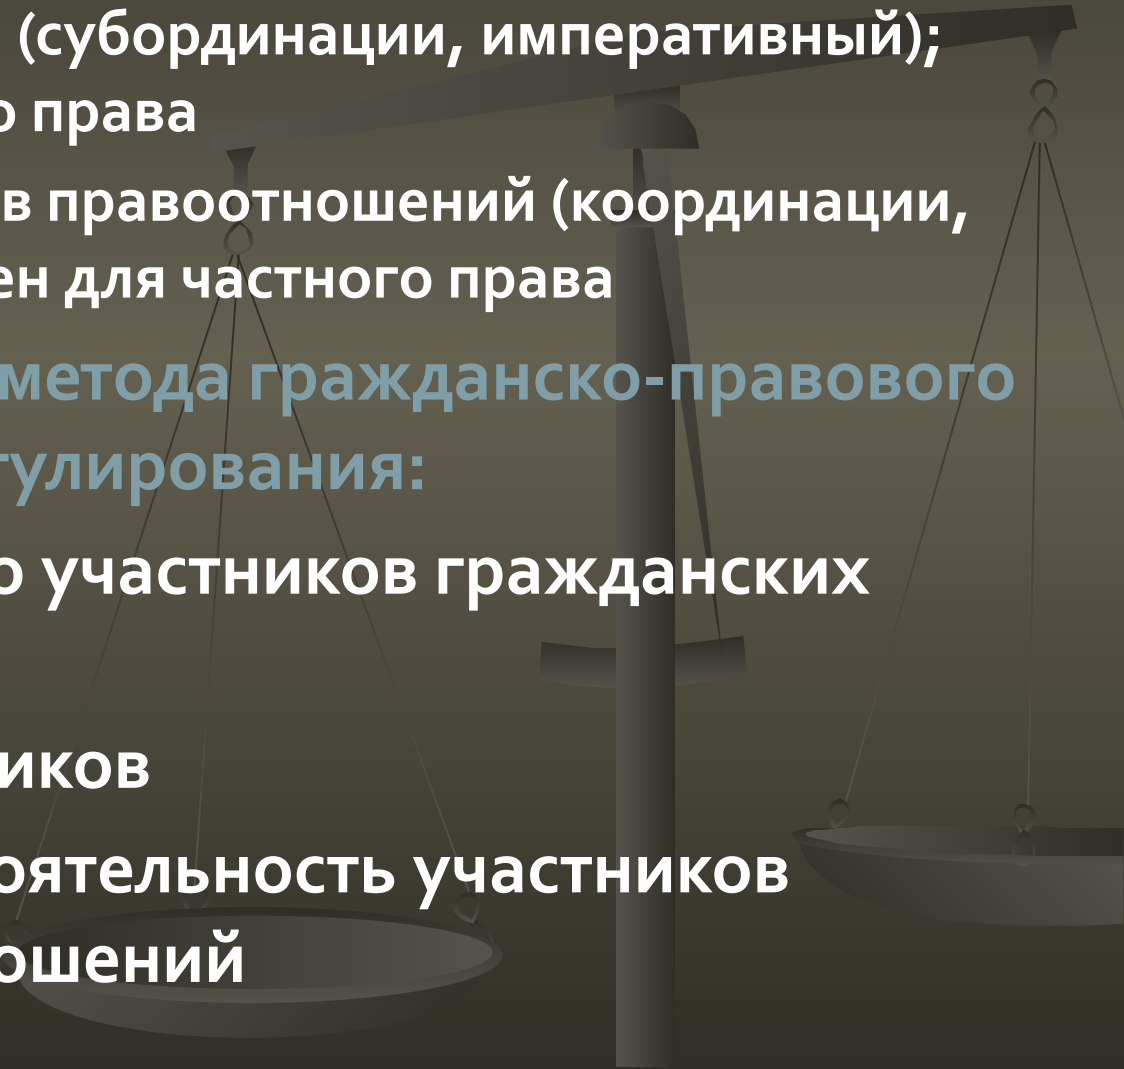 (субординации, императивный);
о права
в правоотношений (координации,
ен для частного права
метода гражданско-правового
гулирования:
о участников гражданских
иков
оятельность участников
ошений